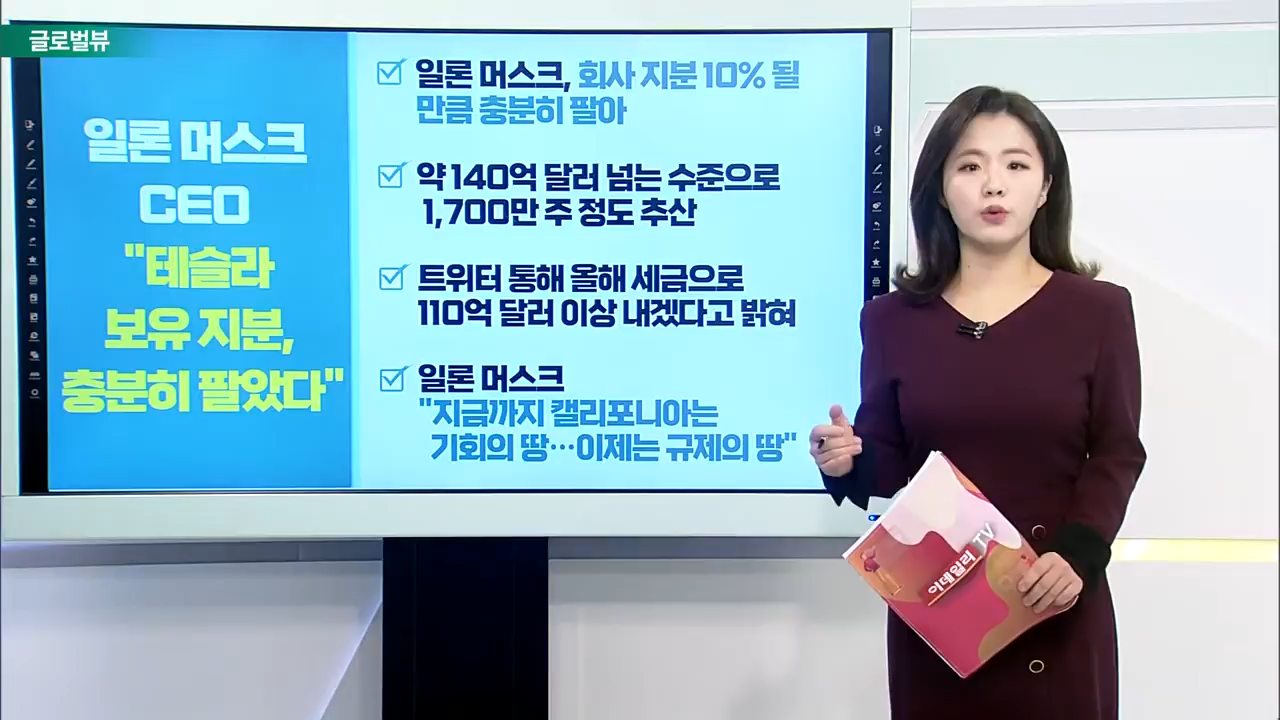 글로벌뷰
일론 머스크
CEO
"테슬라
보유 지분,
충분히 팔았다"
일론 머스크, 회사 지분 10% 될
만큼 충분히 팔아
약 140억 달러 넘는 수준으로
1,700만 주 정도 추산
트위터 통해 올해 세금으로
110억 달러 이상 내겠다고 밝혀
일론 머스크
"지금까지 캘리포니아는
기회의 땅…이제는 규제의 땅"
이데일리 TV